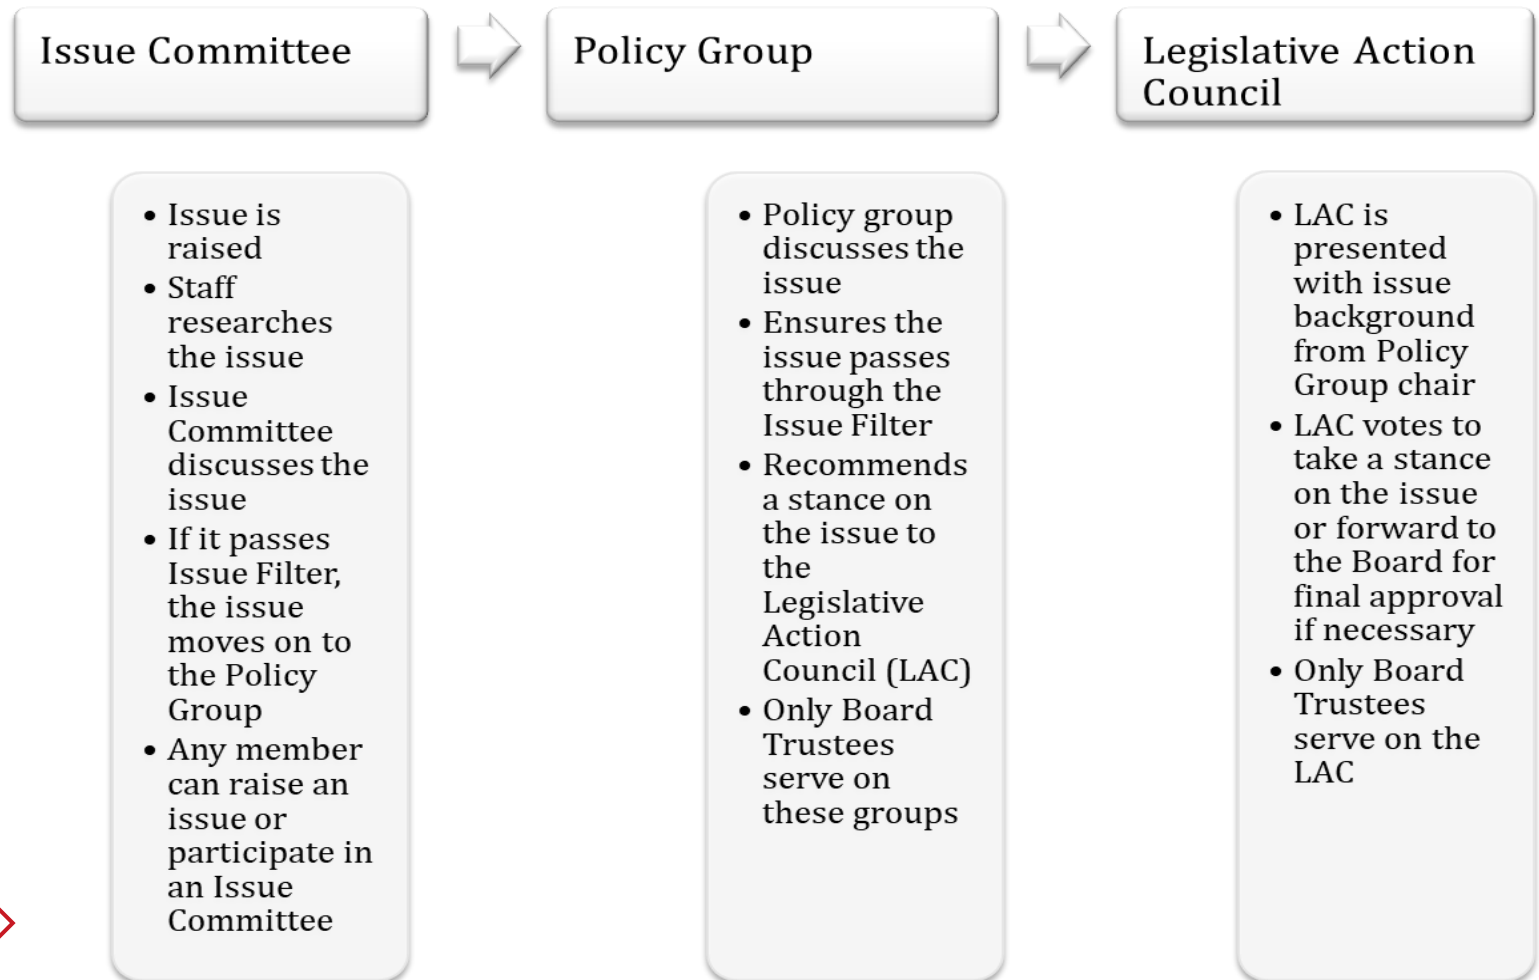 Issue Committee
Policy Group
Legislative Action
Council
• Issue is
raised
• Staff
researches
the issue
• Issue
Committee
discusses the
issue
• If it passes
Issue Filter,
the issue
moves on to
the Policy
Group
• Any member
can raise an
issue or
participate in
an Issue
Committee
• Policy group
discusses the
issue
• Ensures the
issue passes
through the
Issue Filter
• Recommends
a stance on
the issue to
the
Legislative
Action
Council (LAC)
• Only Board
Trustees
serve on
these groups
• LAC is
presented
with issue
background
from Policy
Group chair
• LAC votes to
take a stance
on the issue
or forward to
the Board for
final approval
if necessary
• Only Board
Trustees
serve on the
LAC